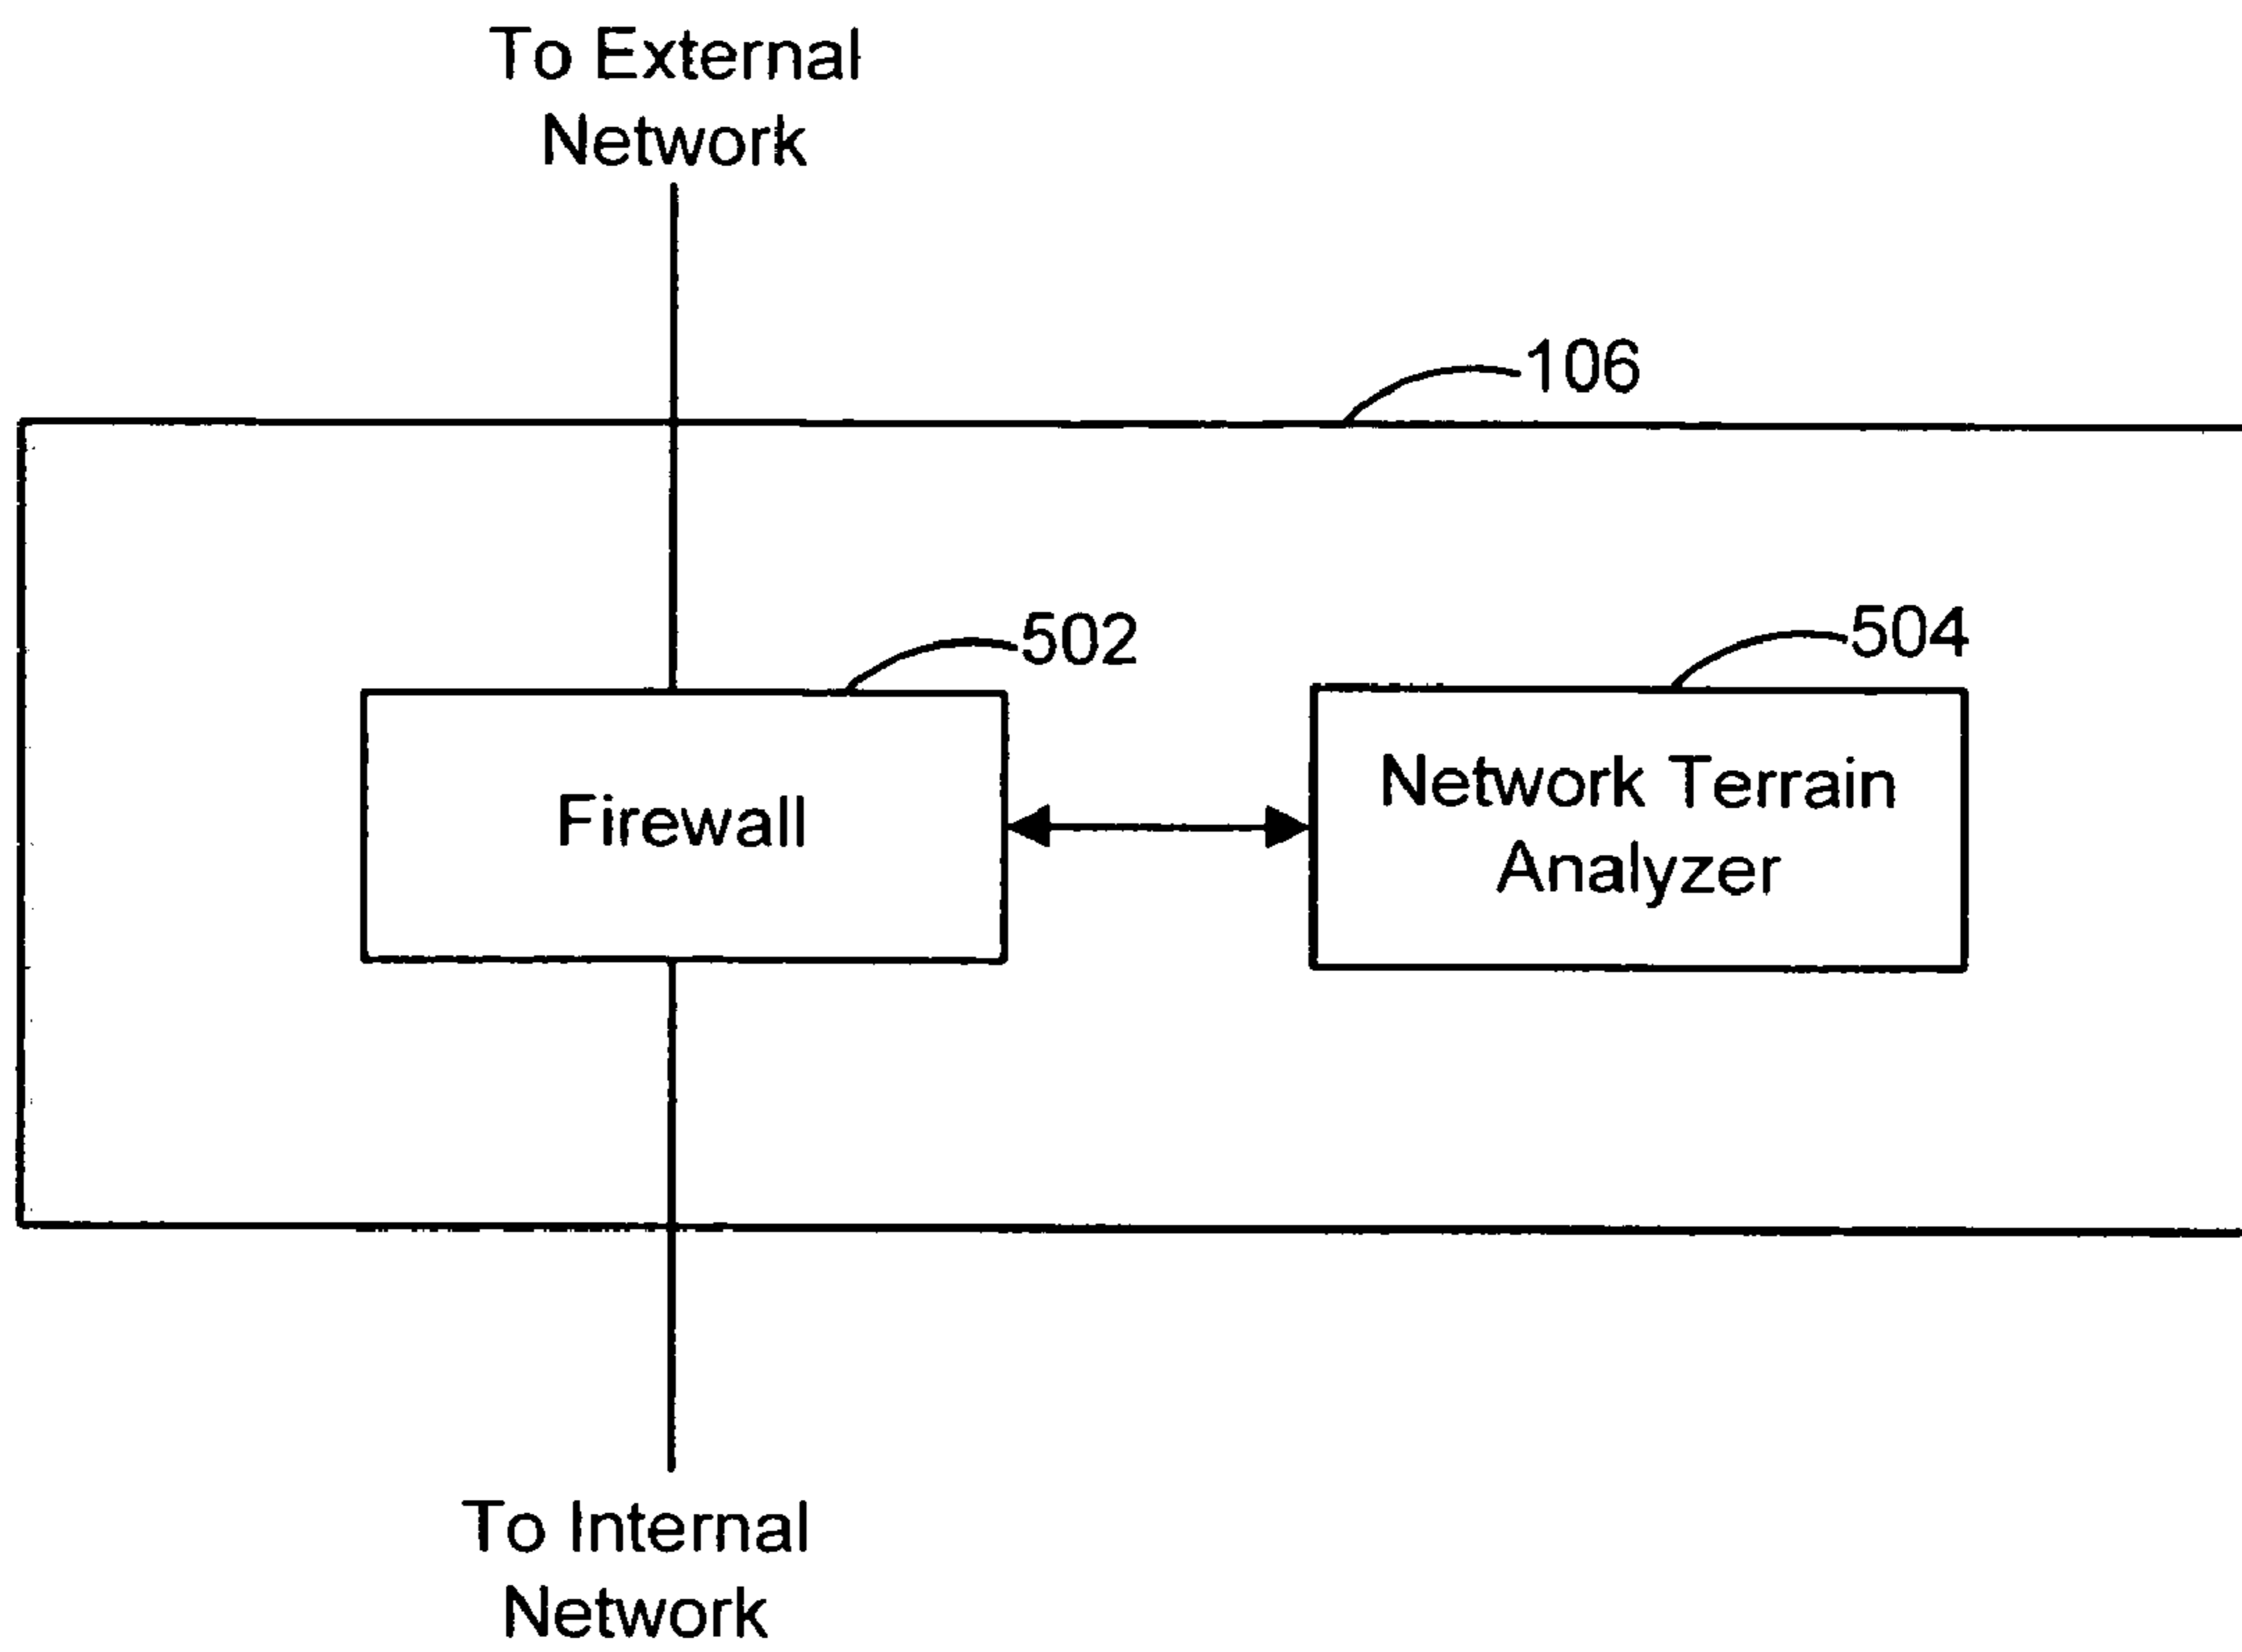 To External
Network
106
502
504
Firewall
Network Terrain
Analyzer
To Internal
Network